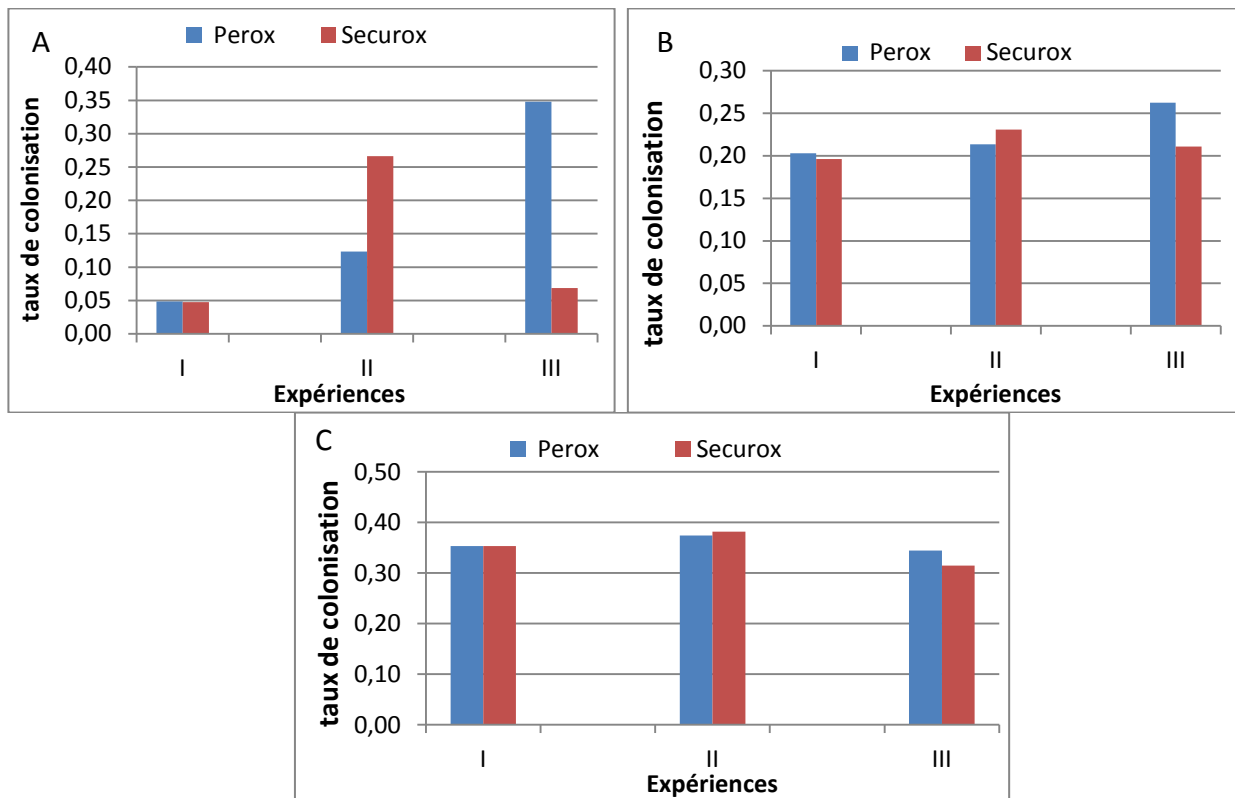 A
Perox Securox
0,40
0,35
0,30
0,25
0,20
0,15
0,10
0,05
0,00
taux de colonisation
I II III
Expériences
B
Perox Securox
0,30
0,25
0,20
0,15
0,10
0,05
0,00
taux de colonisation
I II III
Expériences
C
Perox Securox
0,50
0,40
0,30
0,20
0,10
0,00
taux de colonisation
I II III
Expériences